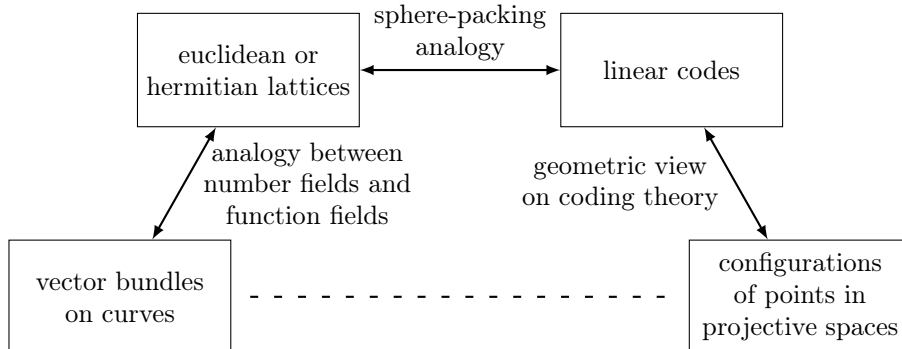 sphere-packing
analogy
euclidean or
hermitian lattices
linear codes
analogy between
number fields and
function fields
geometric view
on coding theory
vector bundles
on curves
configurations
of points in
projective spaces